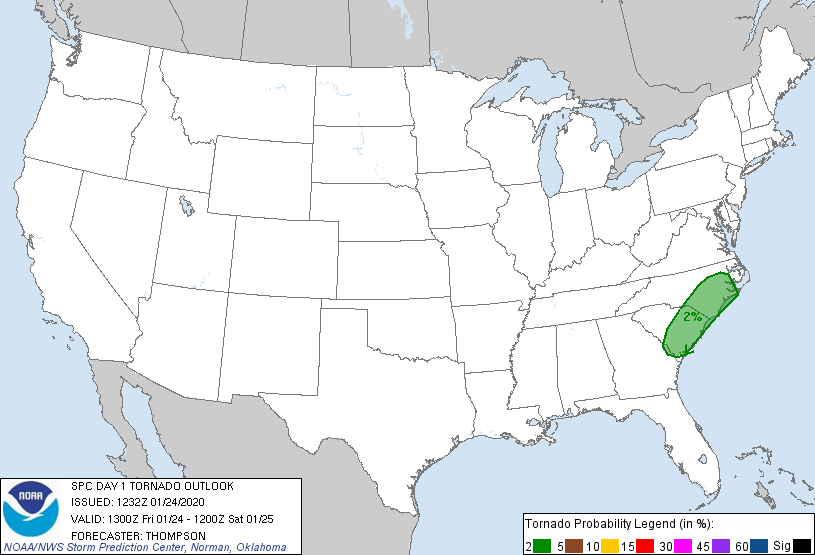 2%
NOAA
SPC DAY 1 TORNADO OUTLOOK
ISSUED: 1232Z 01/24/2020
VALID: 1300Z Fri 01/24 - 1200Z Sat 01/25
FORECASTER: THOMPSON
NOAA/NWS Storm Prediction Center, Norman, Oklahoma
Tornado Probability Legend (in %):
2 5 10 15 30 45 60 Sig